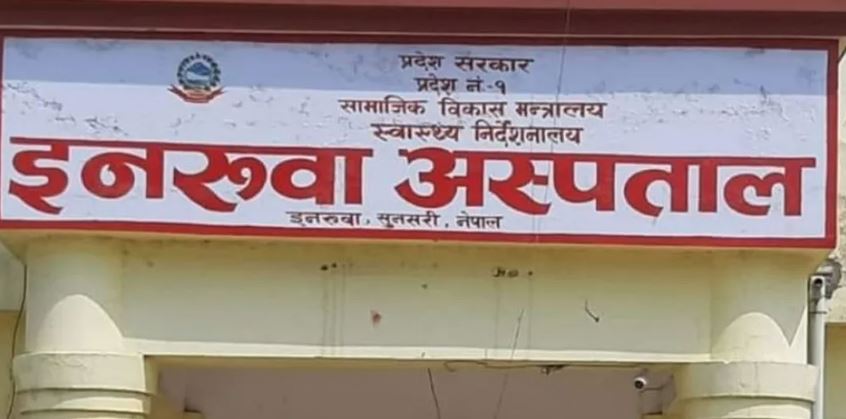 प्रदेश सरकार
प्रदेश नं-१
सामाजिक विकास मन्त्रालय
स्वास्थ्य निर्देशनालय
इनरूवा अस्पताल
इनरुवा, सुनसरी, नेपाल